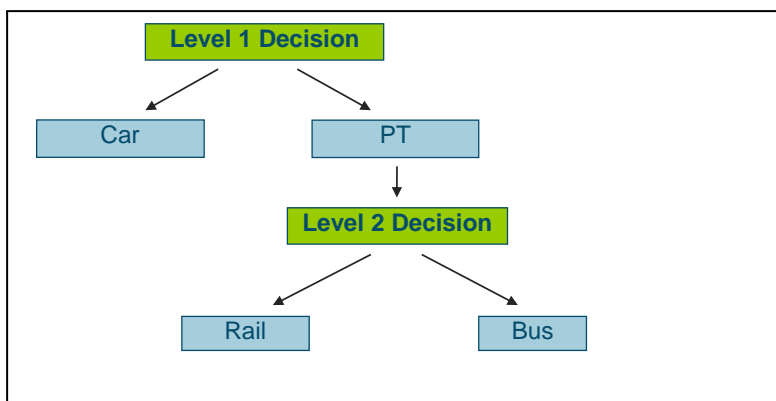 Level 1 Decision
Car
PT
Level 2 Decision
Rail
Bus